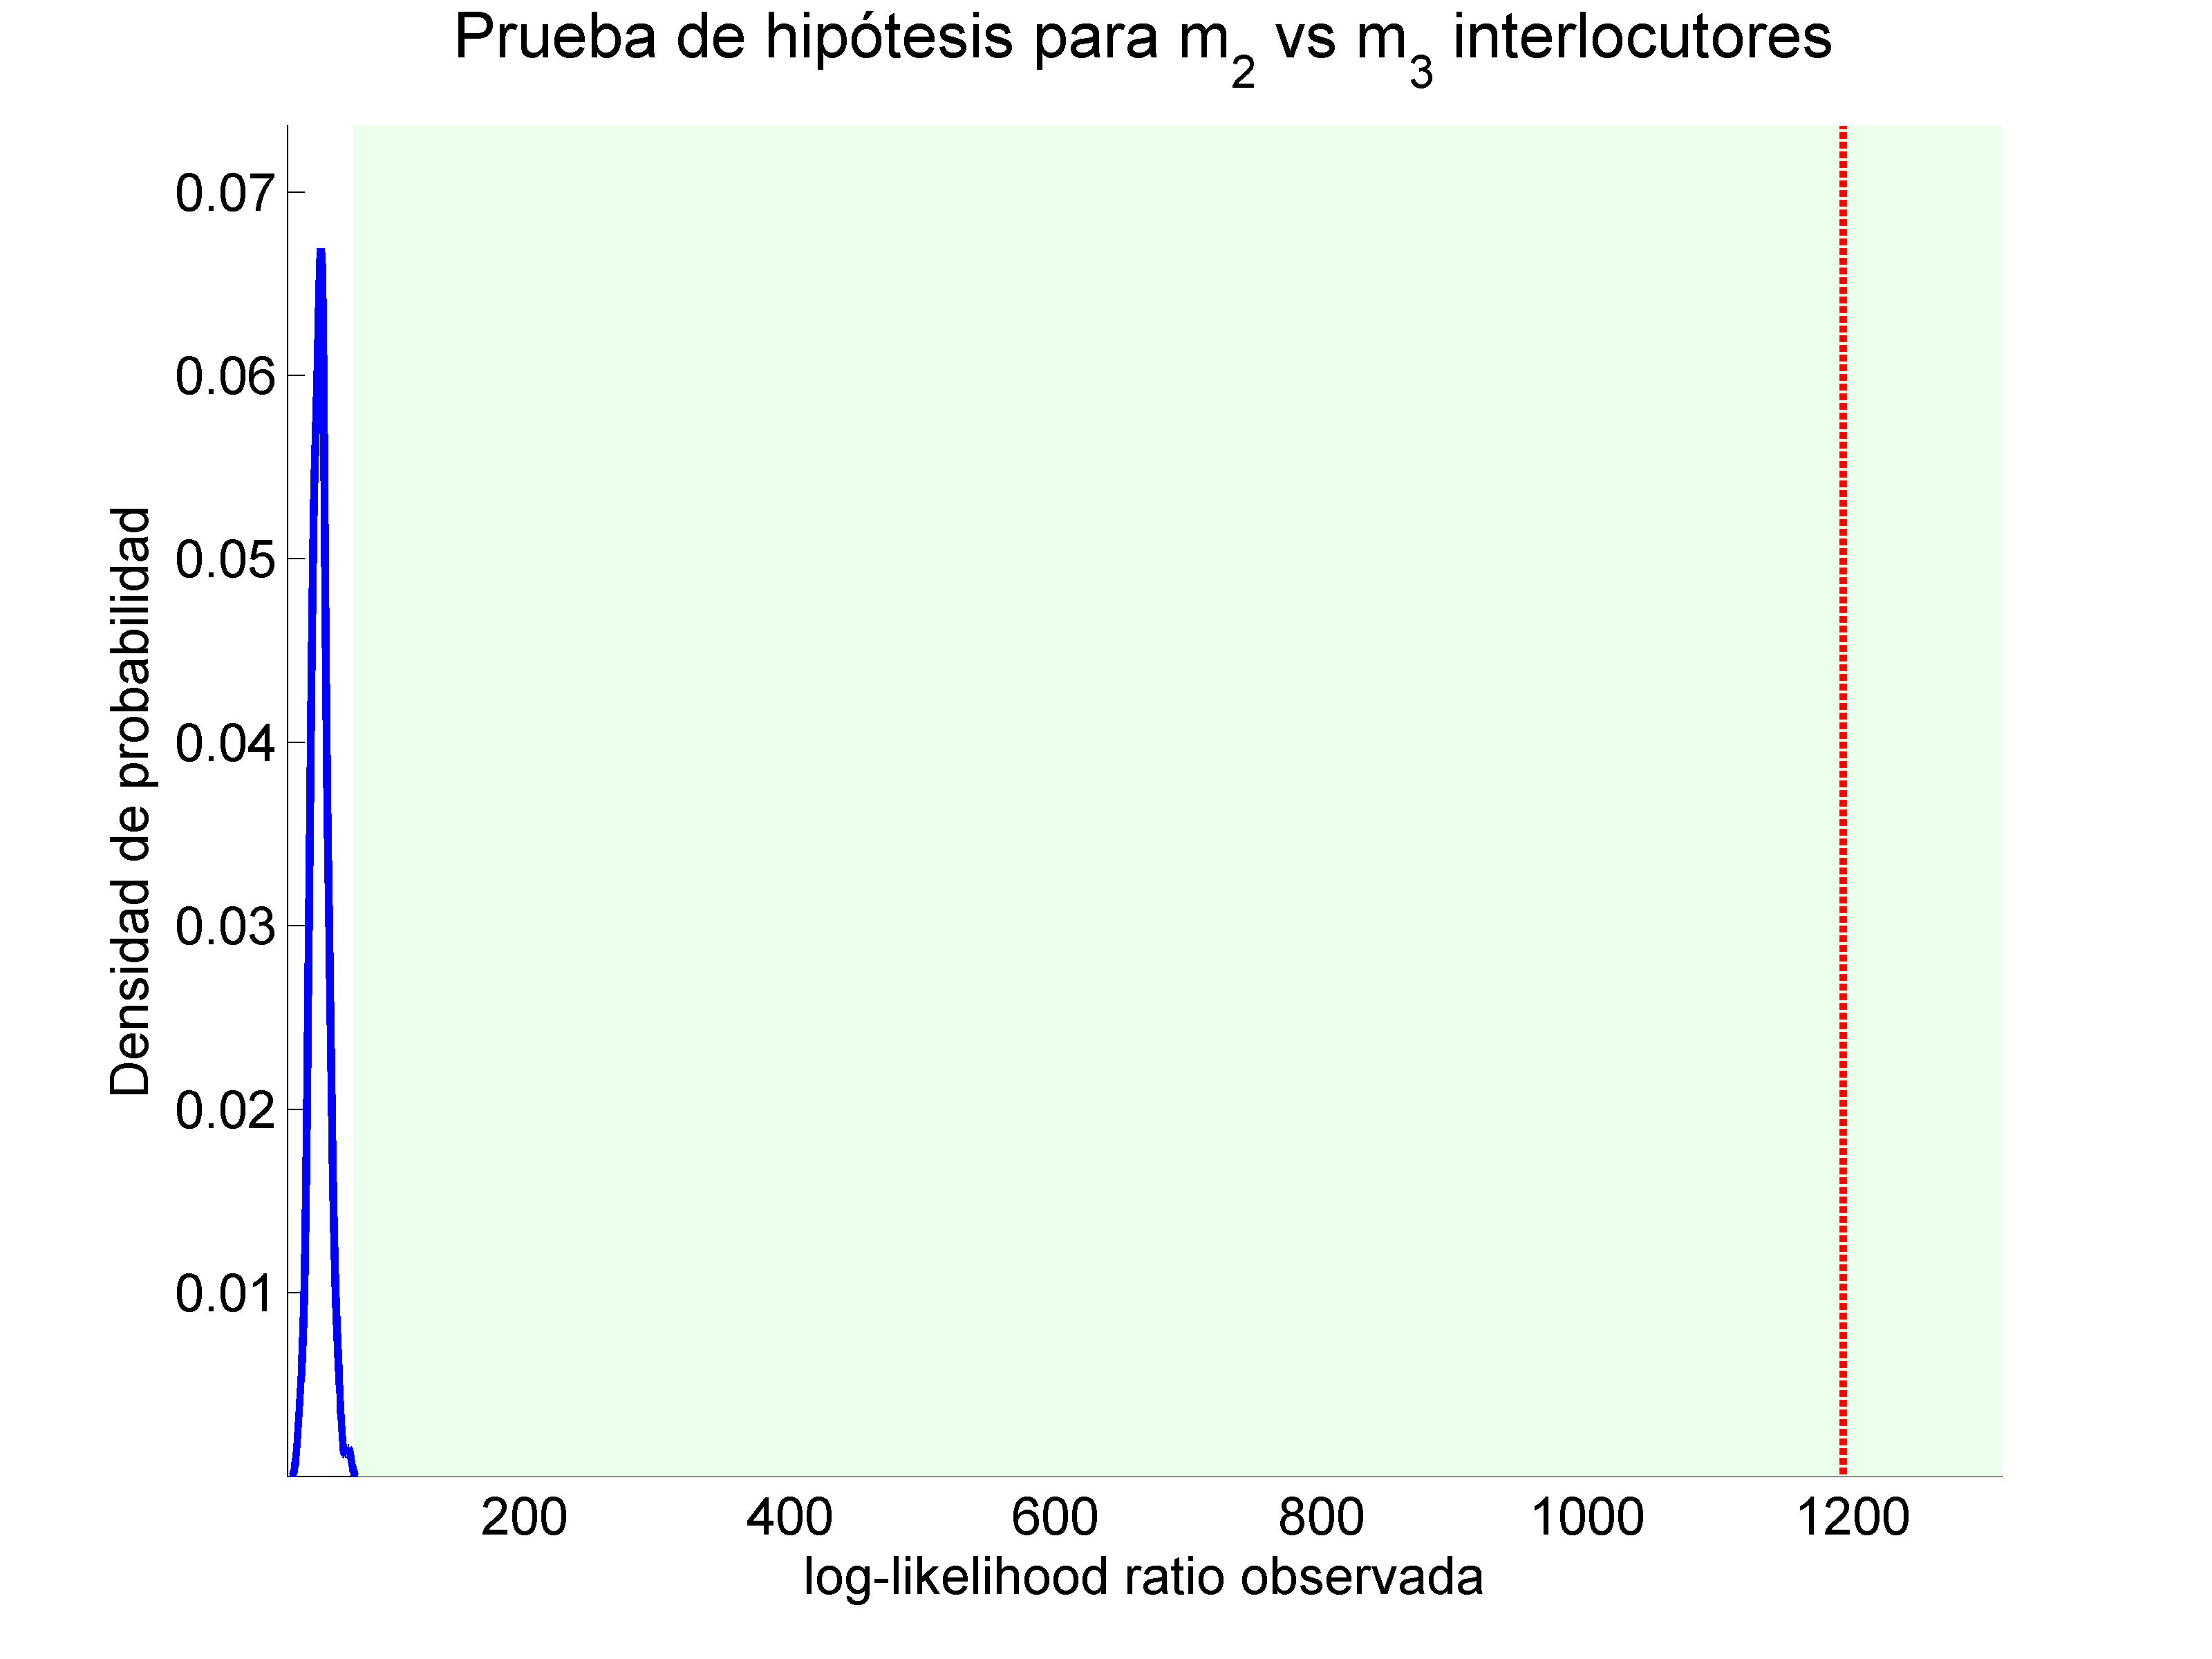 Prueba de hipótesis para m₂ vs m₃ interlocutores
0.07
0.06
0.05
0.04
0.03
0.02
0.01
Densidad de probabilidad
200 400 600 800 1000 1200
log-likelihood ratio observada